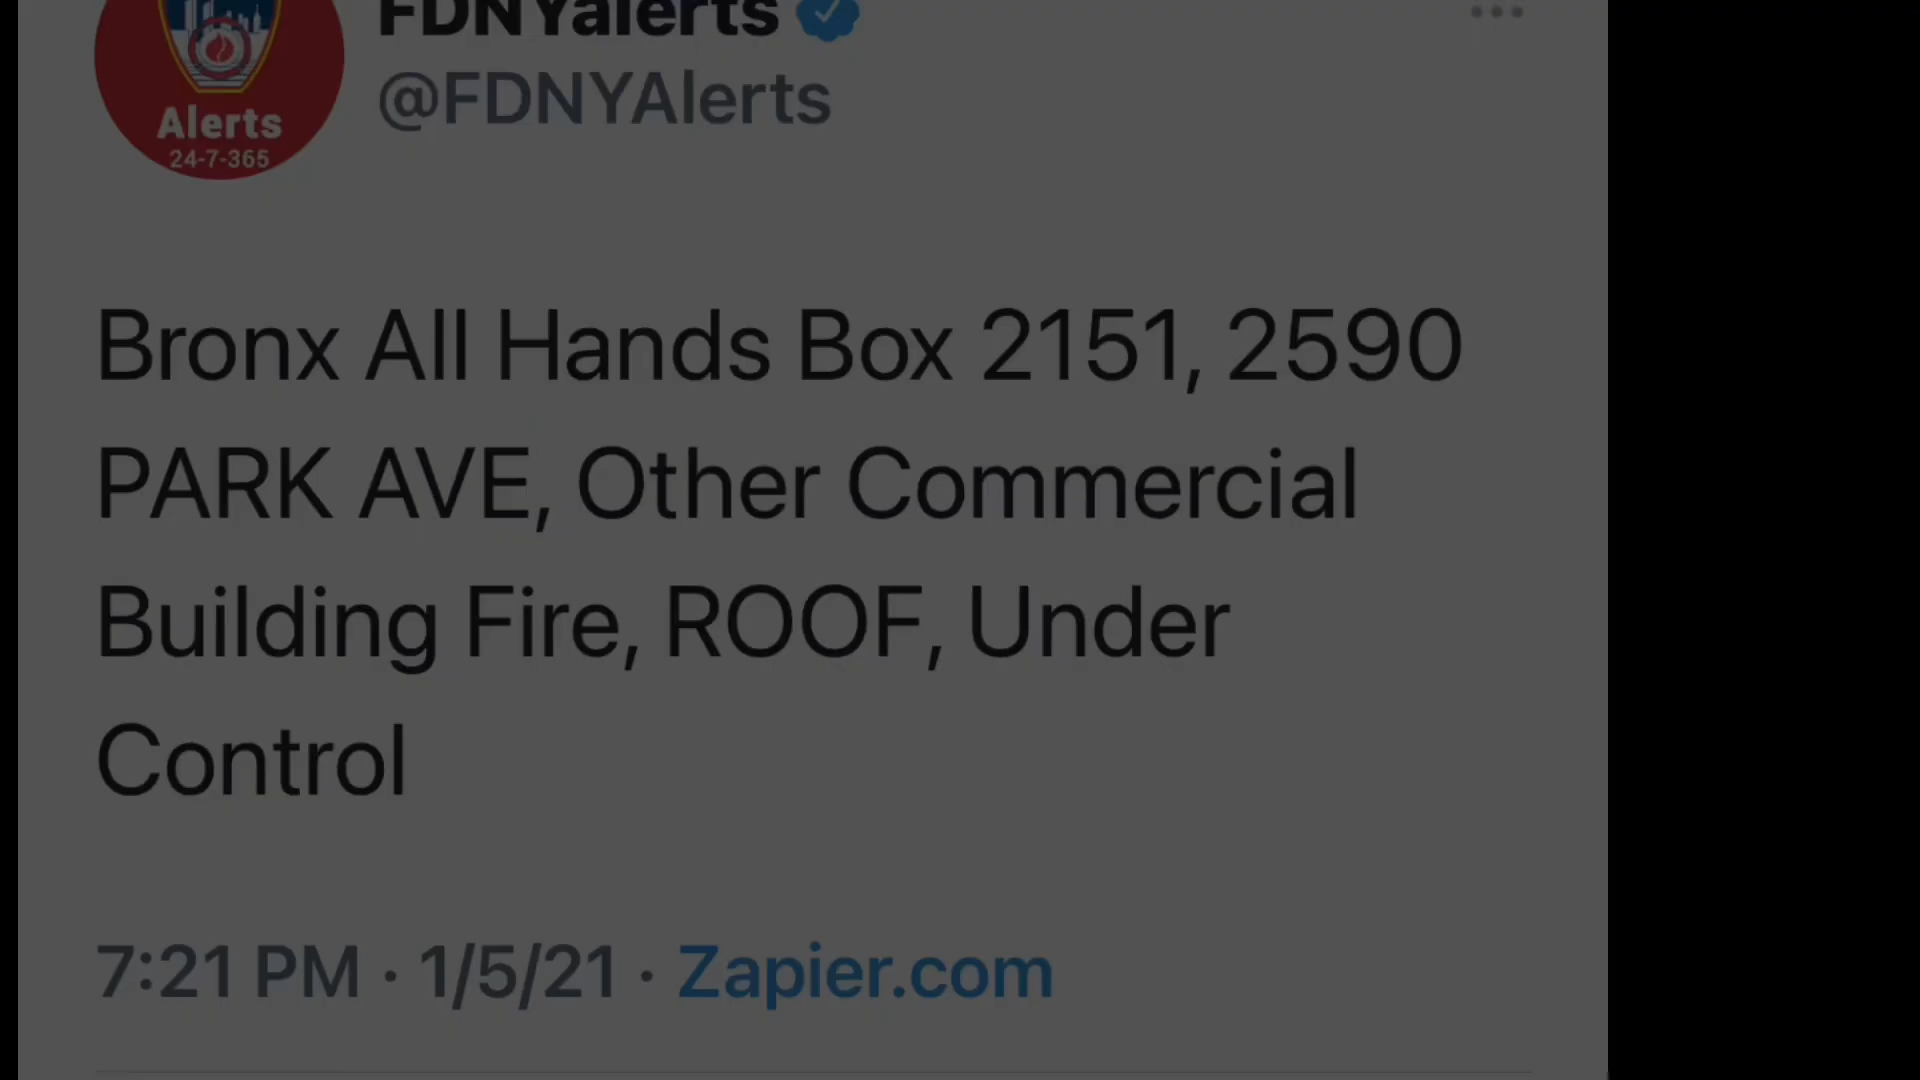 FDNYalerts
@FDNYAlerts
Alerts
24-7-365
Bronx All Hands Box 2151, 2590
PARK AVE, Other Commercial
Building Fire, ROOF, Under
Control
7:21 PM · 1/5/21 · Zapier.com